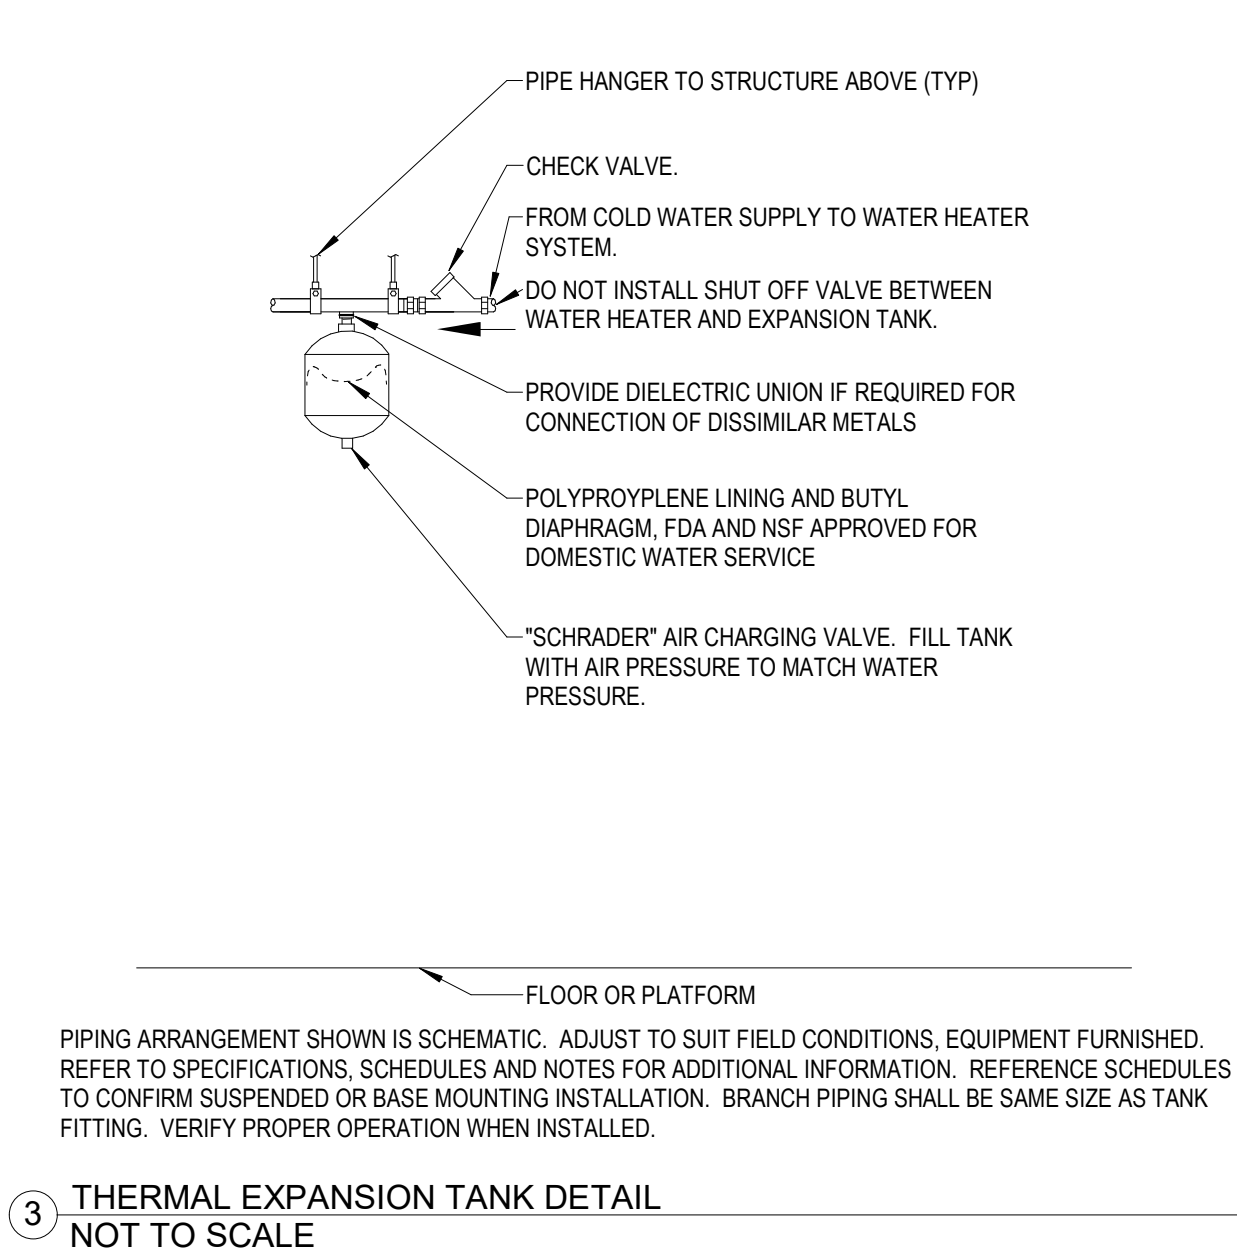 PIPE HANGER TO STRUCTURE ABOVE (TYP)
CHECK VALVE.
FROM COLD WATER SUPPLY TO WATER HEATER
SYSTEM.
DO NOT INSTALL SHUT OFF VALVE BETWEEN
WATER HEATER AND EXPANSION TANK.
PROVIDE DIELECTRIC UNION IF REQUIRED FOR
CONNECTION OF DISSIMILAR METALS
POLYPROYPLENE LINING AND BUTYL
DIAPHRAGM, FDA AND NSF APPROVED FOR
DOMESTIC WATER SERVICE
"SCHRADER" AIR CHARGING VALVE.  FILL TANK
WITH AIR PRESSURE TO MATCH WATER
PRESSURE.
FLOOR OR PLATFORM
PIPING ARRANGEMENT SHOWN IS SCHEMATIC.  ADJUST TO SUIT FIELD CONDITIONS, EQUIPMENT FURNISHED.
REFER TO SPECIFICATIONS, SCHEDULES AND NOTES FOR ADDITIONAL INFORMATION.  REFERENCE SCHEDULES
TO CONFIRM SUSPENDED OR BASE MOUNTING INSTALLATION.  BRANCH PIPING SHALL BE SAME SIZE AS TANK
FITTING.  VERIFY PROPER OPERATION WHEN INSTALLED.
3 THERMAL EXPANSION TANK DETAIL
NOT TO SCALE